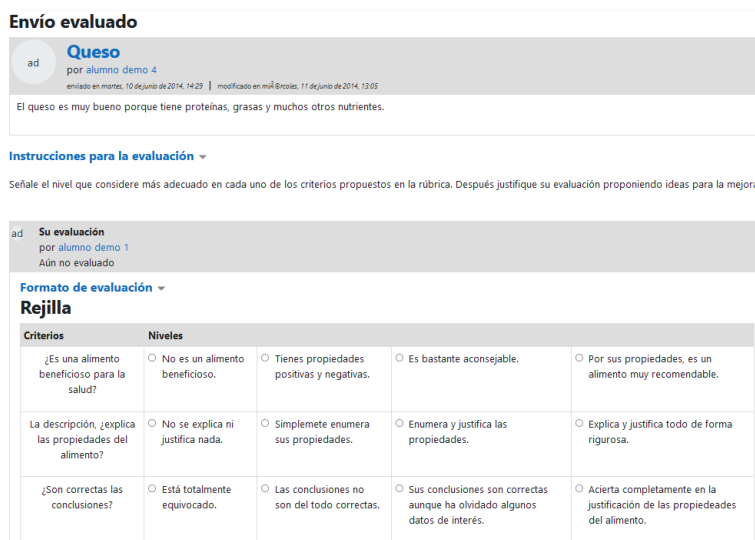 Envío evaluado
ad
Queso
por alumno demo 4
enviado en martes, 10 de junio de 2014, 14:29 | modificado en miÃ©rcoles, 11 de junio de 2014, 13:05
El queso es muy bueno porque tiene proteínas, grasas y muchos otros nutrientes.
Instrucciones para la evaluación
Señale el nivel que considere más adecuado en cada uno de los criterios propuestos en la rúbrica. Después justifique su evaluación proponiendo ideas para la mejora
ad
Su evaluación
por alumno demo 1
Aún no evaluado
Formato de evaluación
Rejilla
Criterios Niveles
¿Es una alimento
beneficioso para la
salud?
No es un alimento
beneficioso.
Tienes propiedades
positivas y negativas.
Es bastante aconsejable.
Por sus propiedades, es un
alimento muy recomendable.
La descripción, ¿explica
las propiedades del
alimento?
No se explica ni
justifica nada.
Simplemete enumera
sus propiedades.
Enumera y justifica las
propiedades.
Explica y justifica todo de forma
rigurosa.
¿Son correctas las
conclusiones?
Está totalmente
equivocado.
Las conclusiones no
son del todo correctas.
Sus conclusiones son correctas
aunque ha olvidado algunos
datos de interés.
Acierta completamente en la
justificación de las propiedeades
del alimento.